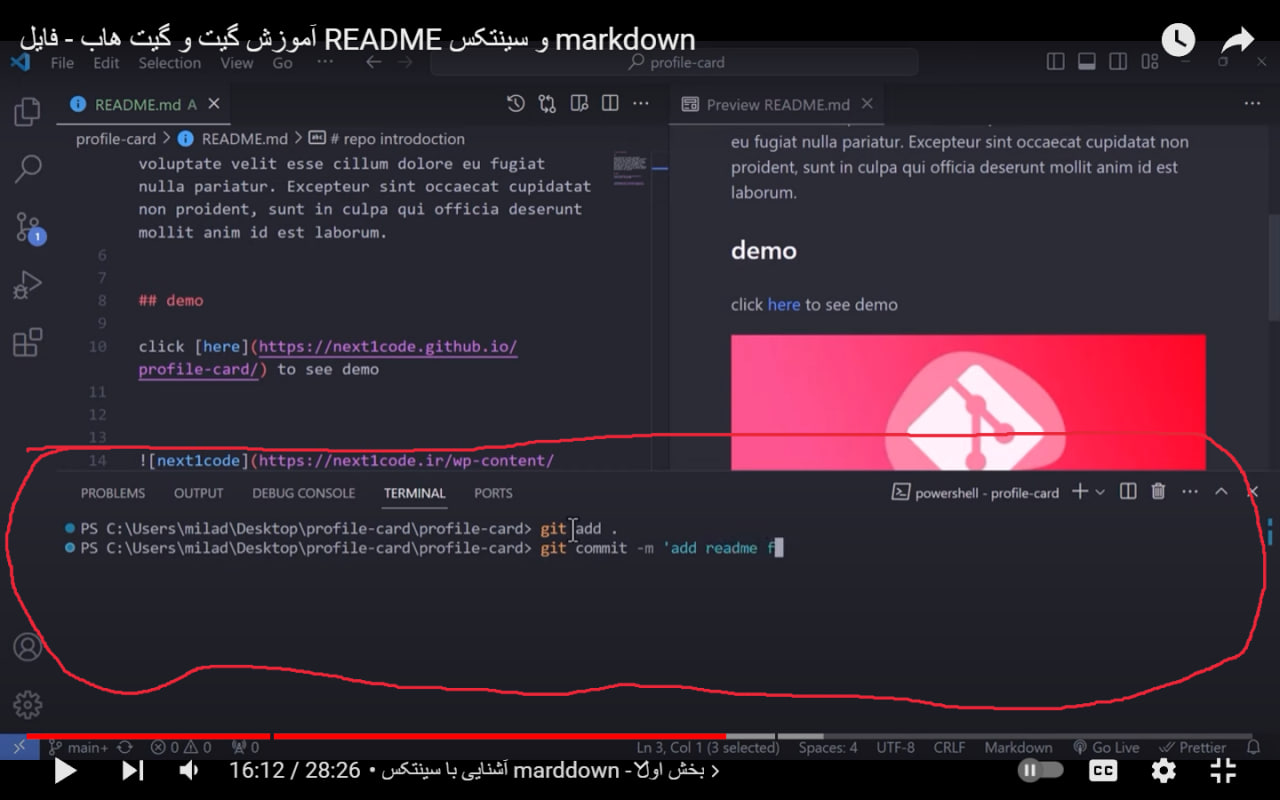 آموزش گیت و گیت هاب - فایل README و سینتکس markdown
File Edit Selection View Go ··· profile-card
README.md A
Preview README.md
profile-card > README.md > # repo introdoction
voluptate velit esse cillum dolore eu fugiat
nulla pariatur. Excepteur sint occaecat cupidatat
non proident, sunt in culpa qui officia deserunt
mollit anim id est laborum.
6
7
8 ## demo
9
10 click [here](https://next1code.github.io/
profile-card/) to see demo
11
12
13
14 ![next1code](https://next1code.ir/wp-content/
eu fugiat nulla pariatur. Excepteur sint occaecat cupidatat non
proident, sunt in culpa qui officia deserunt mollit anim id est
laborum.
demo
click here to see demo
PROBLEMS OUTPUT DEBUG CONSOLE TERMINAL PORTS
powershell - profile-card
PS C:\Users\milad\Desktop\profile-card\profile-card> git add .
PS C:\Users\milad\Desktop\profile-card\profile-card> git commit -m 'add readme f
1
main+ 0 0 0
Ln 3, Col 1 (3 selected) Spaces: 4 UTF-8 CRLF Markdown Go Live Prettier
16:12 / 28:26 • بخش اول - آشنایی با سینتکس marddown
CC